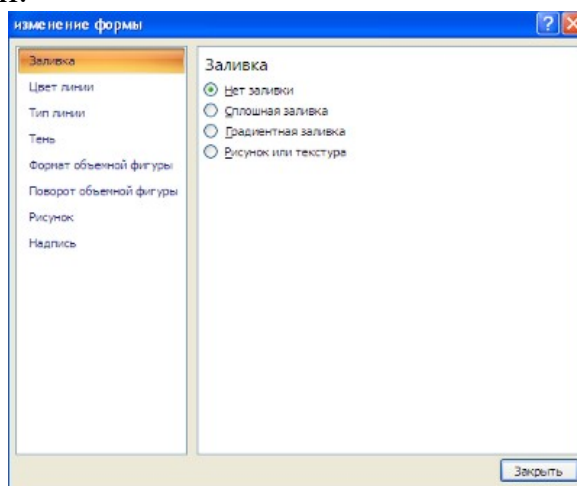 изменение формы
Заливка
Цвет линии
Тип линии
Тень
Формат объемной фигуры
Поворот объемной фигуры
Рисунок
Надпись
Заливка
Нет заливки
Сплошная заливка
Градиентная заливка
Рисунок или текстура
Закрыть